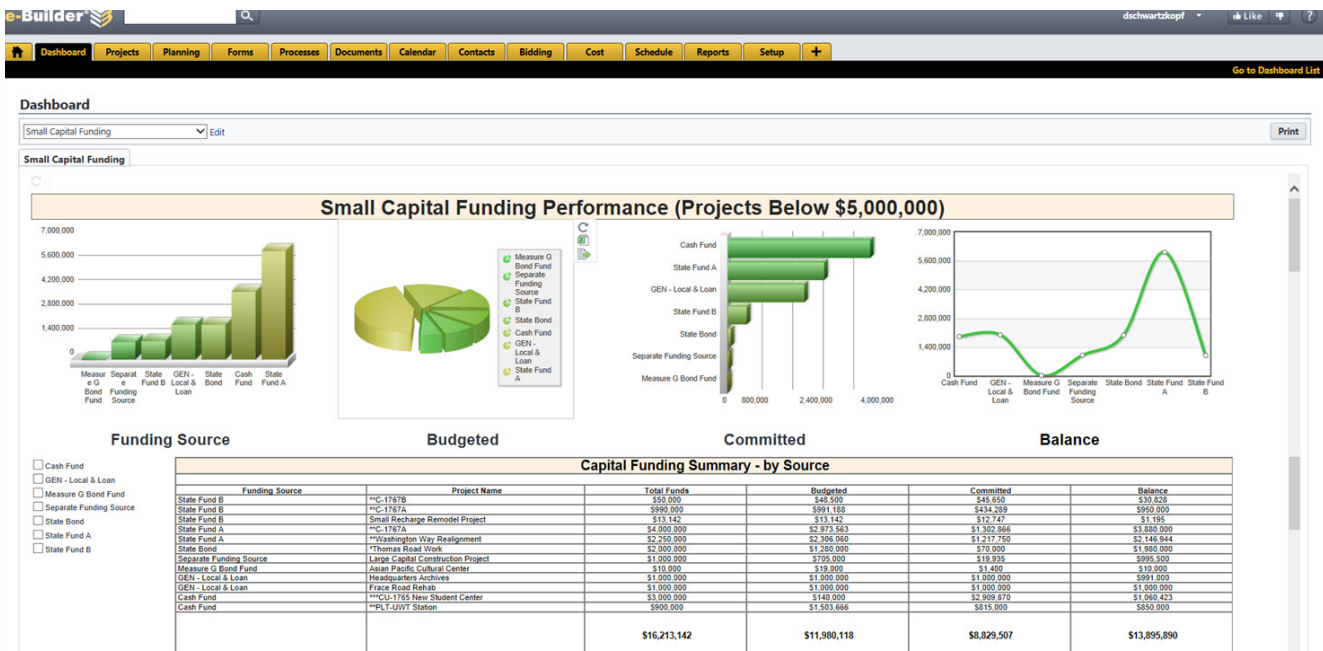 e-Builder
dschwartzkopf
Like
?
Dashboard Projects Planning Forms Processes Documents Calendar Contacts Bidding Cost Schedule Reports Setup +
Go to Dashboard List
Dashboard
Small Capital Funding Edit
Print
Small Capital Funding
Small Capital Funding Performance (Projects Below $5,000,000)
7,000,000
5,600,000
4,200,000
2,800,000
1,400,000
0
Measur e G Bond Fund
Separat e Funding Source
State Fund B
GEN - Local & Loan
State Bond
Cash Fund
State Fund A
Measure G Bond Fund
Separate Funding Source
State Fund B
State Bond
Cash Fund
GEN - Local & Loan
State Fund A
Cash Fund
State Fund A
GEN - Local & Loan
State Fund B
State Bond
Separate Funding Source
Measure G Bond Fund
0 800,000 2,400,000 4,000,000
7,000,000
5,600,000
4,200,000
2,800,000
1,400,000
0
Cash Fund
GEN - Local & Loan
Measure G Bond Fund
Separate Funding Source
State Bond
State Fund A
State Fund B
Funding Source
Budgeted
Committed
Balance
Cash Fund
GEN - Local & Loan
Measure G Bond Fund
Separate Funding Source
State Bond
State Fund A
State Fund B
Capital Funding Summary - by Source
Funding Source Project Name Total Funds Budgeted Committed Balance
State Fund B **C-1767B $50,000 $48,500 $45,650 $30,828
State Fund B **C-1767A $990,000 $991,188 $434,289 $950,000
State Fund B Small Recharge Remodel Project $13,142 $13,142 $12,747 $1,195
State Fund A **C-1767A $4,000,000 $2,973,563 $1,302,866 $3,880,000
State Fund A **Washington Way Realignment $2,250,000 $2,306,060 $1,217,750 $2,146,944
State Bond *Thomas Road Work $2,000,000 $1,280,000 $70,000 $1,980,000
Separate Funding Source Large Capital Construction Project $1,000,000 $705,000 $19,935 $995,500
Measure G Bond Fund Asian Pacific Cultural Center $10,000 $19,000 $1,400 $10,000
GEN - Local & Loan Headquarters Archives $1,000,000 $1,000,000 $1,000,000 $991,000
GEN - Local & Loan Frace Road Rehab $1,000,000 $1,000,000 $1,000,000 $1,000,000
Cash Fund ***CU-1765 New Student Center $3,000,000 $140,000 $2,909,870 $1,060,423
Cash Fund **PLT-UWT Station $900,000 $1,503,666 $815,000 $850,000
$16,213,142 $11,980,118 $8,829,507 $13,895,890